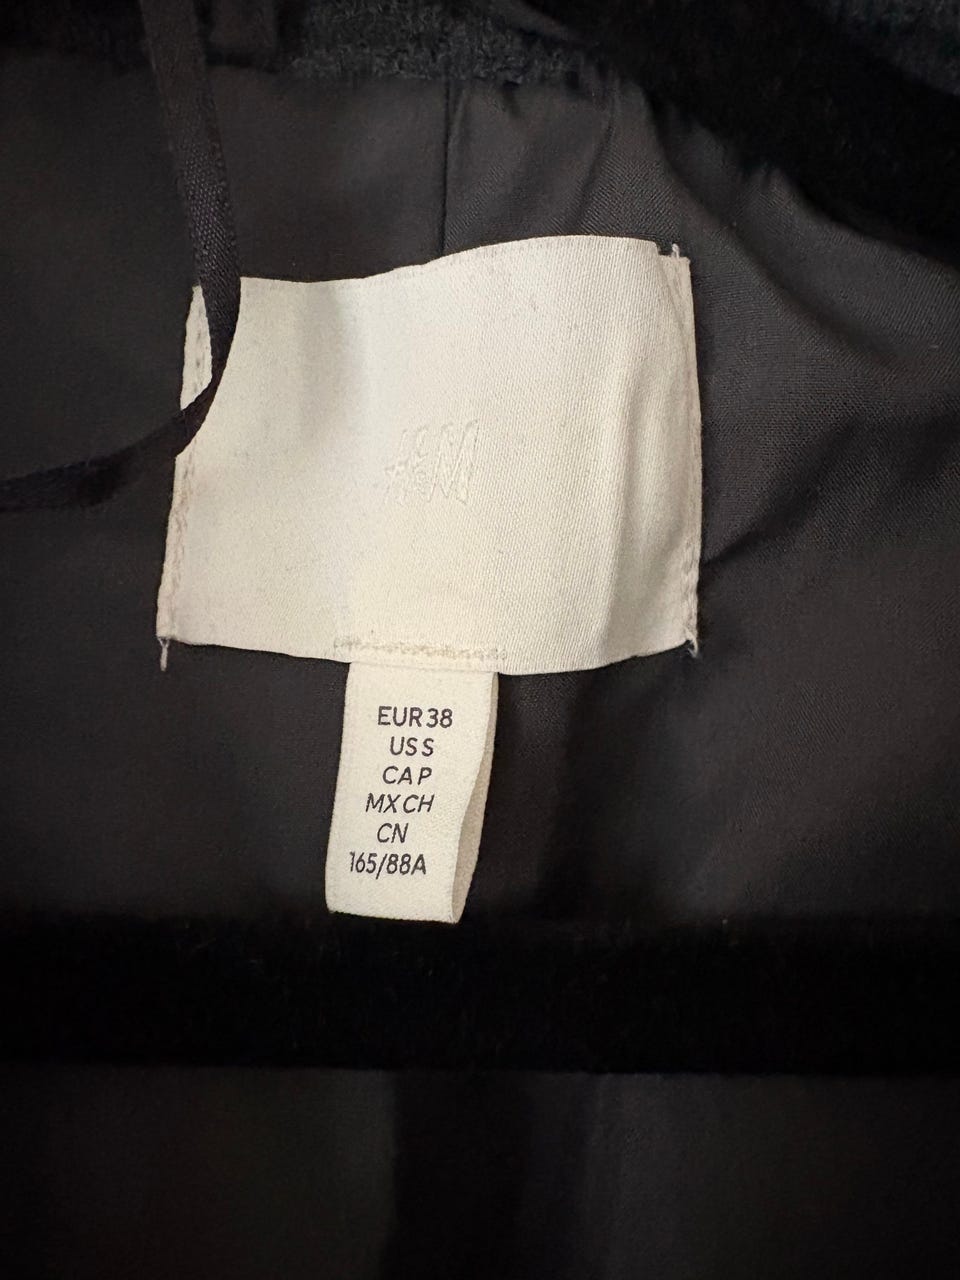 H&M
EUR 38
US S
CA P
MX CH
CN
165/88A